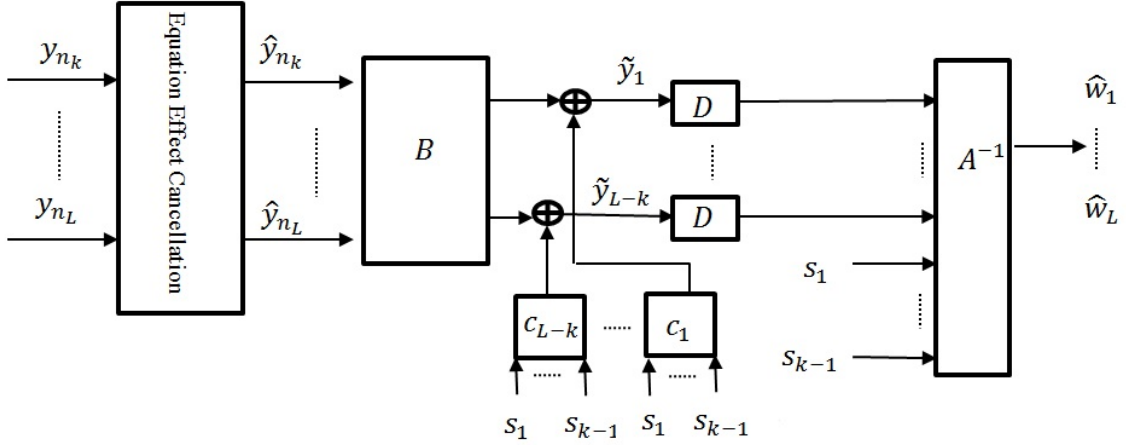 y_{n_k}
y_{n_L}
Equation Effect Cancellation
ŷ_{n_k}
ŷ_{n_L}
B
ỹ_1
ỹ_{L-k}
D
D
c_{L-k}
c_1
s_1
s_{k-1}
s_1
s_{k-1}
s_1
s_{k-1}
A^{-1}
ŵ_1
ŵ_L